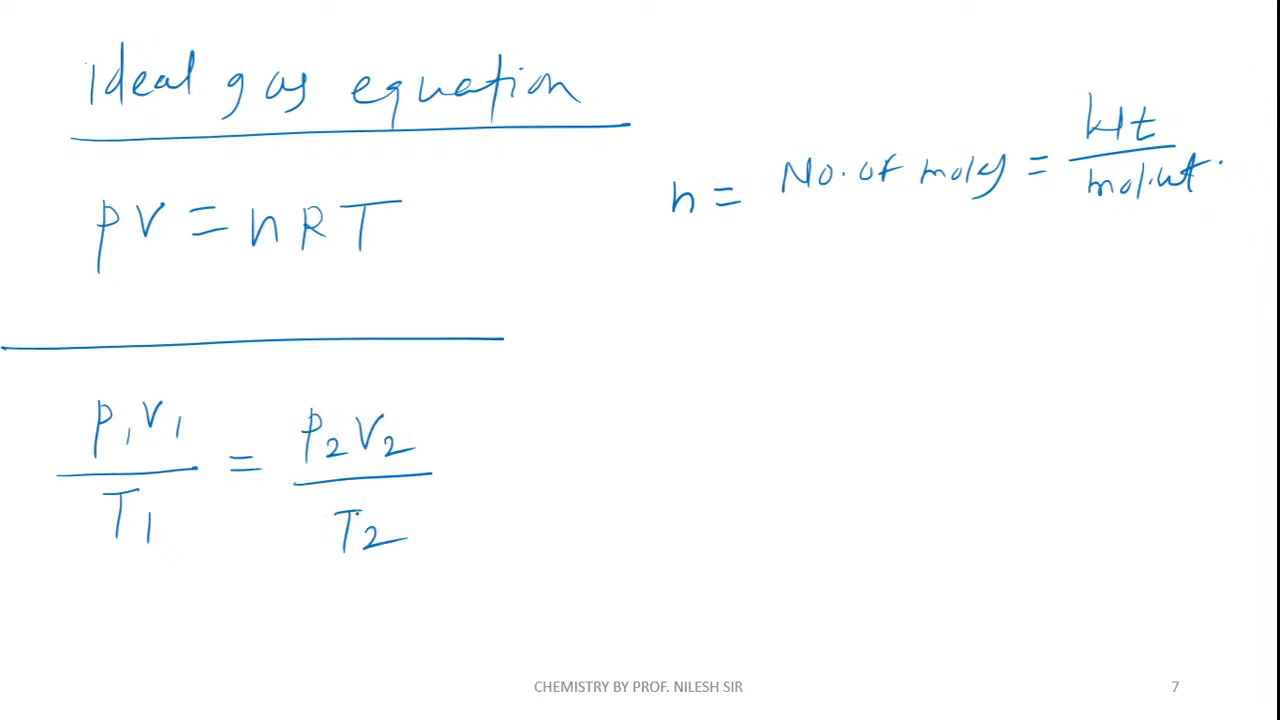 Ideal gas equation
PV = nRT
n = No. of moles = Wt / mol.wt.
P1V1 / T1 = P2V2 / T2
CHEMISTRY BY PROF. NILESH SIR
7